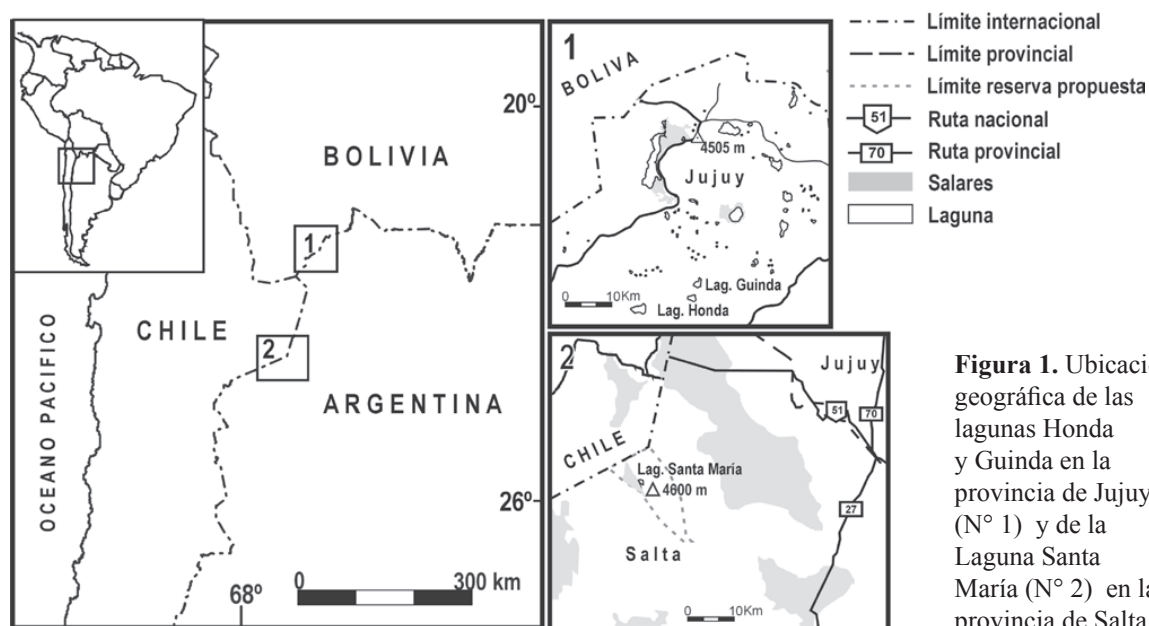 20º
BOLIVIA
1
CHILE
2
OCEANO PACIFICO
ARGENTINA
26º
68º
0 300 km
1
BOLIVA
4505 m
Jujuy
Lag. Guinda
0 10Km
Lag. Honda
2
Jujuy
51
70
CHILE
Lag. Santa María
4600 m
27
Salta
0 10Km
Límite internacional
Límite provincial
Límite reserva propuesta
51 Ruta nacional
70 Ruta provincial
Salares
Laguna
Figura 1. Ubicació
geográfica de las
lagunas Honda
y Guinda en la
provincia de Jujuy
(N° 1) y de la
Laguna Santa
María (N° 2) en la
provincia de Salta